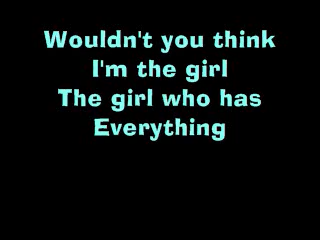 Wouldn't you think
I'm the girl
The girl who has
Everything